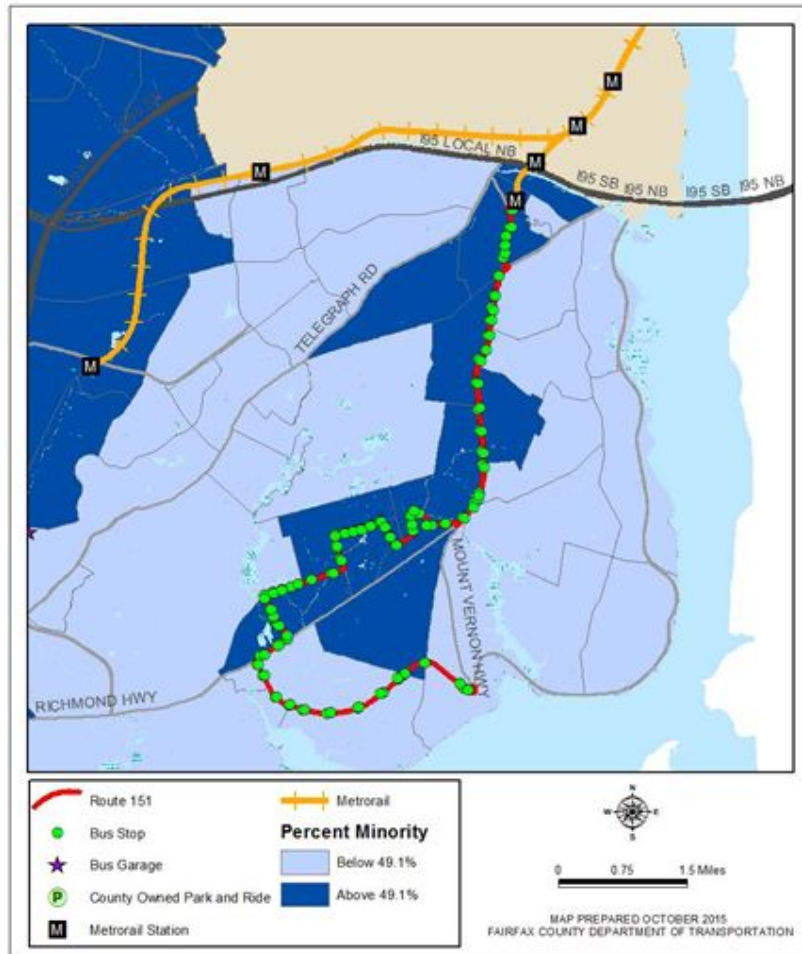 I95 LOCAL NB
I95 SB
I95 NB
I95 SB
I95 NB
M
M
M
M
M
M
TELEGRAPH RD
MOUNT VERNON HWY
RICHMOND HWY
Route 151
Bus Stop
Bus Garage
P
County Owned Park and Ride
M
Metrorail Station
Metrorail
Percent Minority
Below 49.1%
Above 49.1%
N
W
E
S
0 0.75 1.5 Miles
MAP PREPARED OCTOBER 2015
FAIRFAX COUNTY DEPARTMENT OF TRANSPORTATION